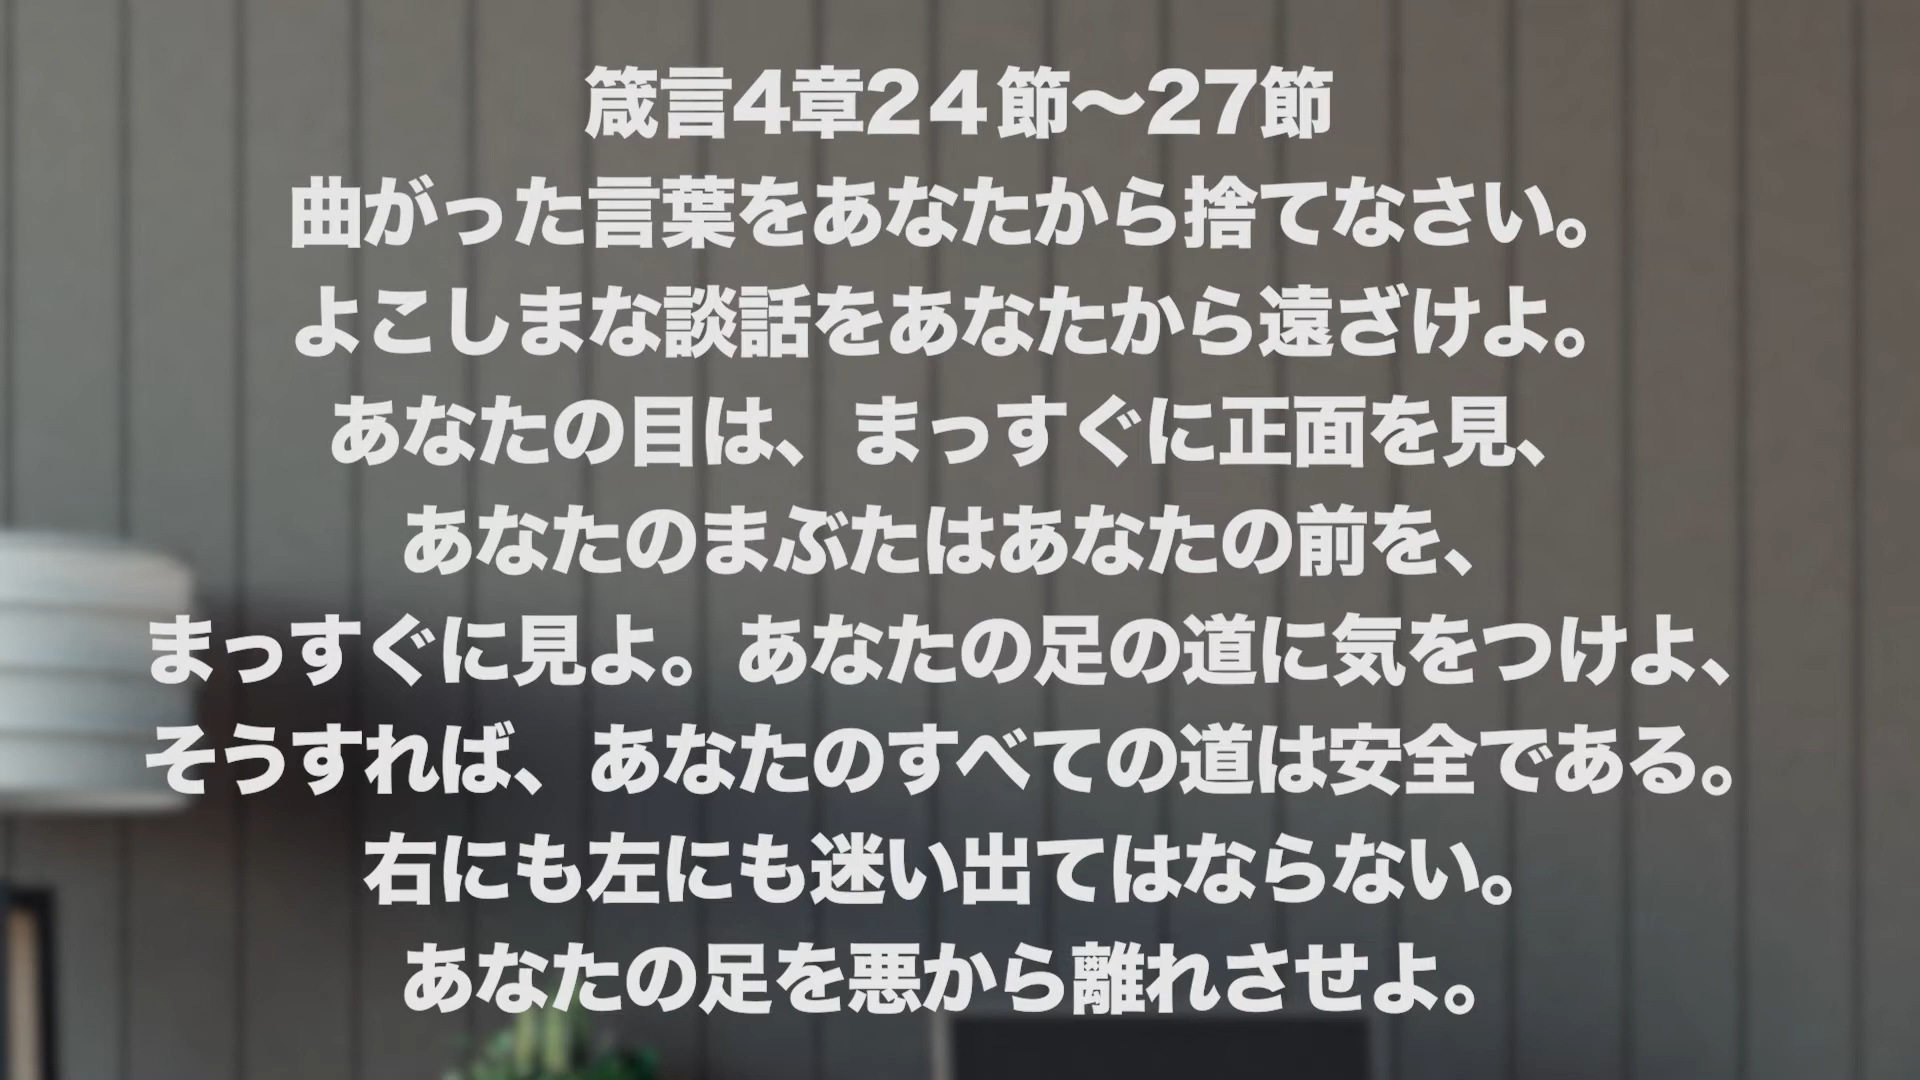 箴言4章2４節〜27節
曲がった言葉をあなたから捨てなさい。
よこしまな談話をあなたから遠ざけよ。
あなたの目は、まっすぐに正面を見、
あなたのまぶたはあなたの前を、
まっすぐに見よ。あなたの足の道に気をつけよ、
そうすれば、あなたのすべての道は安全である。
右にも左にも迷い出てはならない。
あなたの足を悪から離れさせよ。